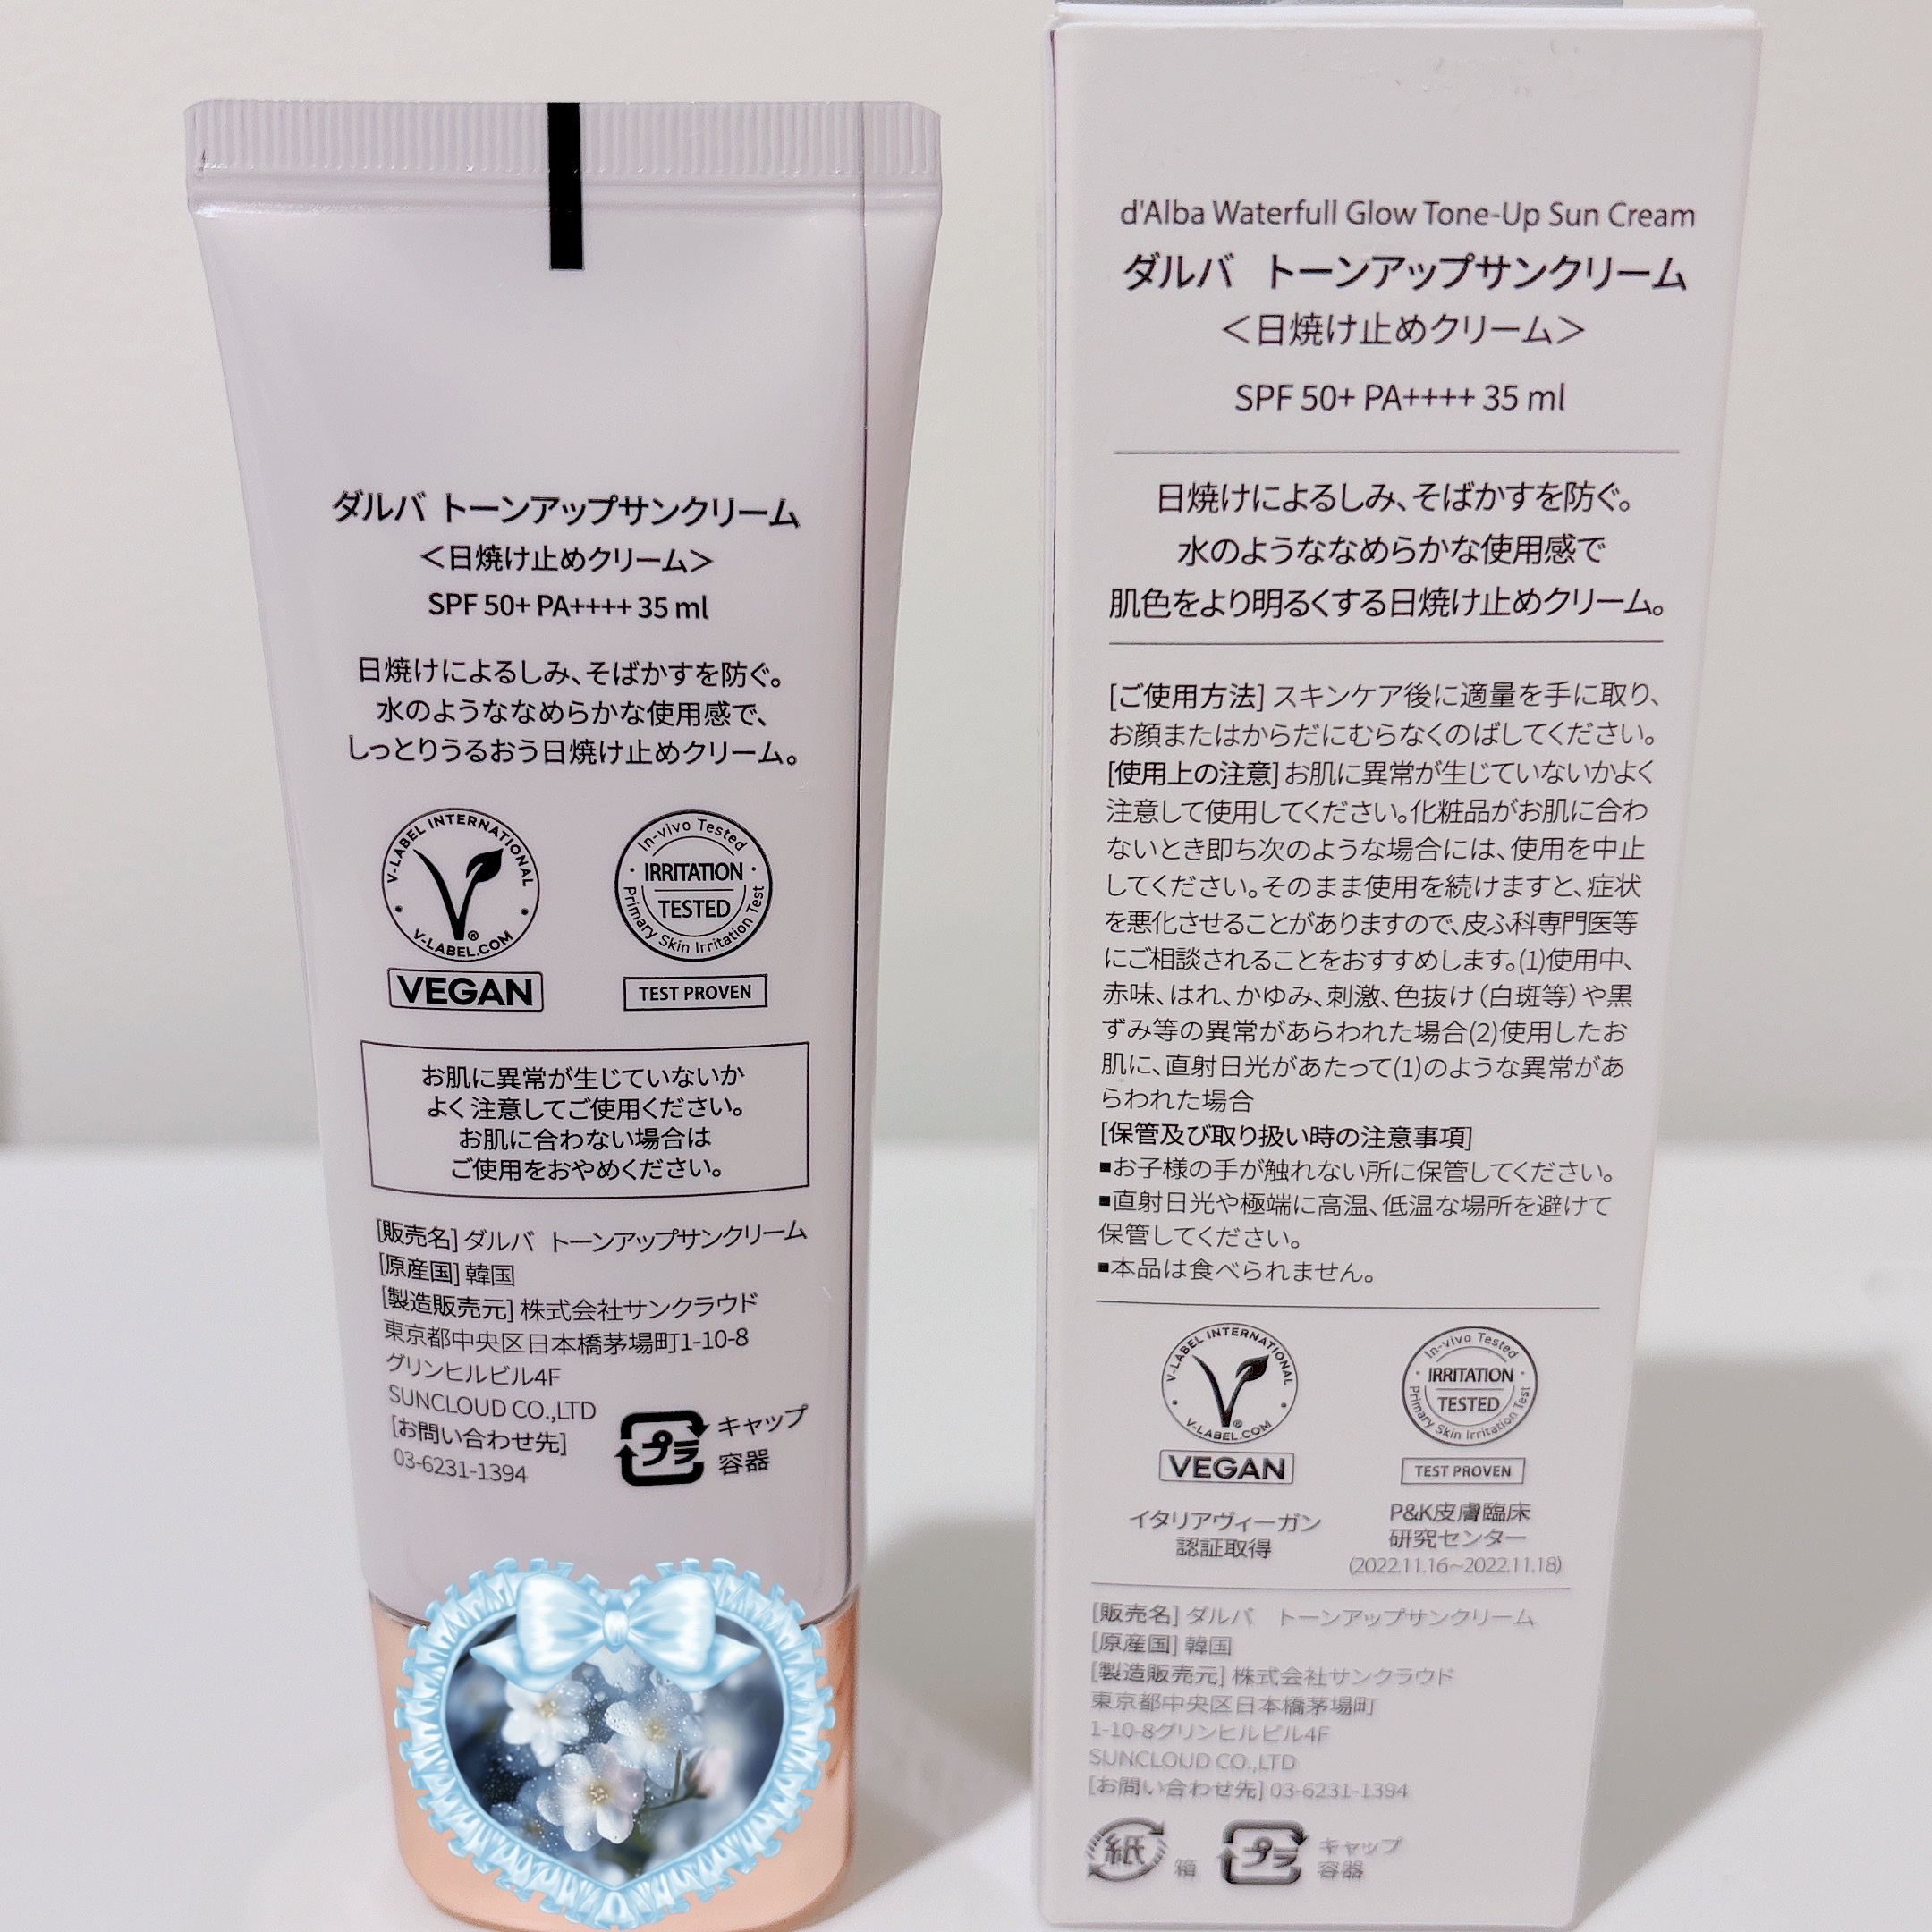 ダルバ トーンアップサンクリーム
＜日焼け止めクリーム＞
SPF 50+ PA++++ 35 ml
日焼けによるしみ、そばかすを防ぐ。
水のようななめらかな使用感で、
しっとりうるおう日焼け止めクリーム。
V-LABEL INTERNATIONAL
®
V-LABEL.COM
VEGAN
In-vivo Tested
IRRITATION
TESTED
Primary Skin Irritation Test
TEST PROVEN
お肌に異常が生じていないか
よく注意してご使用ください。
お肌に合わない場合は
ご使用をおやめください。
[販売名] ダルバ トーンアップサンクリーム
[原産国] 韓国
[製造販売元] 株式会社サンクラウド
東京都中央区日本橋茅場町1-10-8
グリンヒルビル4F
SUNCLOUD CO.,LTD
[お問い合わせ先]
03-6231-1394
プラ
キャップ
容器
d'Alba Waterfull Glow Tone-Up Sun Cream
ダルバ トーンアップサンクリーム
＜日焼け止めクリーム＞
SPF 50+ PA++++ 35 ml
日焼けによるしみ、そばかすを防ぐ。
水のようななめらかな使用感で
肌色をより明るくする日焼け止めクリーム。
[ご使用方法] スキンケア後に適量を手に取り、
お顔またはからだにむらなくのばしてください。
[使用上の注意] お肌に異常が生じていないかよく
注意して使用してください。化粧品がお肌に合わ
ないとき即ち次のような場合には、使用を中止
してください。そのまま使用を続けますと、症状
を悪化させることがありますので、皮ふ科専門医等
にご相談されることをおすすめします。(1)使用中、
赤味、はれ、かゆみ、刺激、色抜け（白斑等）や黒
ずみ等の異常があらわれた場合(2)使用したお
肌に、直射日光があたって(1)のような異常があ
らわれた場合
[保管及び取り扱い時の注意事項]
■お子様の手が触れない所に保管してください。
■直射日光や極端に高温、低温な場所を避けて
保管してください。
■本品は食べられません。
V-LABEL INTERNATIONAL
®
V-LABEL.COM
VEGAN
イタリアヴィーガン
認証取得
In-vivo Tested
IRRITATION
TESTED
Primary Skin Irritation Test
TEST PROVEN
P&K皮膚臨床
研究センター
(2022.11.16～2022.11.18)
[販売名] ダルバ トーンアップサンクリーム
[原産国] 韓国
[製造販売元] 株式会社サンクラウド
東京都中央区日本橋茅場町
1-10-8グリンヒルビル4F
SUNCLOUD CO.,LTD
[お問い合わせ先] 03-6231-1394
紙
箱
プラ
キャップ
容器